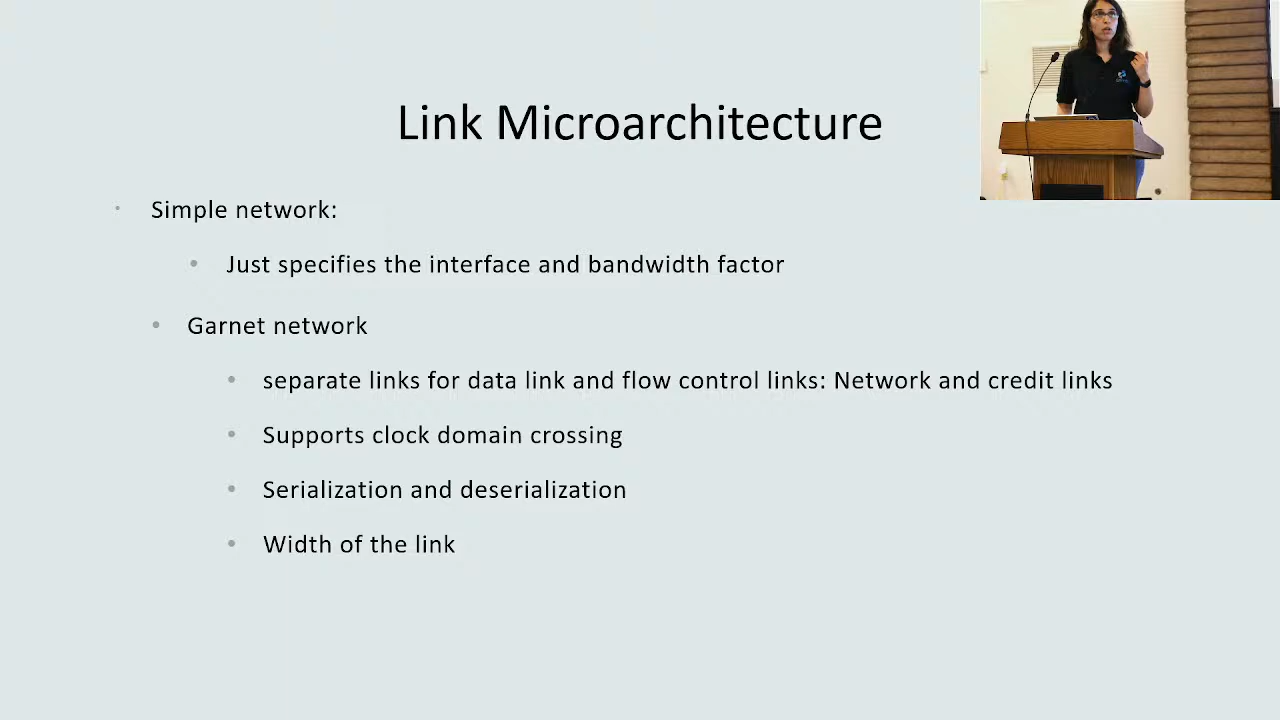 Link Microarchitecture
Simple network:
Just specifies the interface and bandwidth factor
Garnet network
separate links for data link and flow control links: Network and credit links
Supports clock domain crossing
Serialization and deserialization
Width of the link